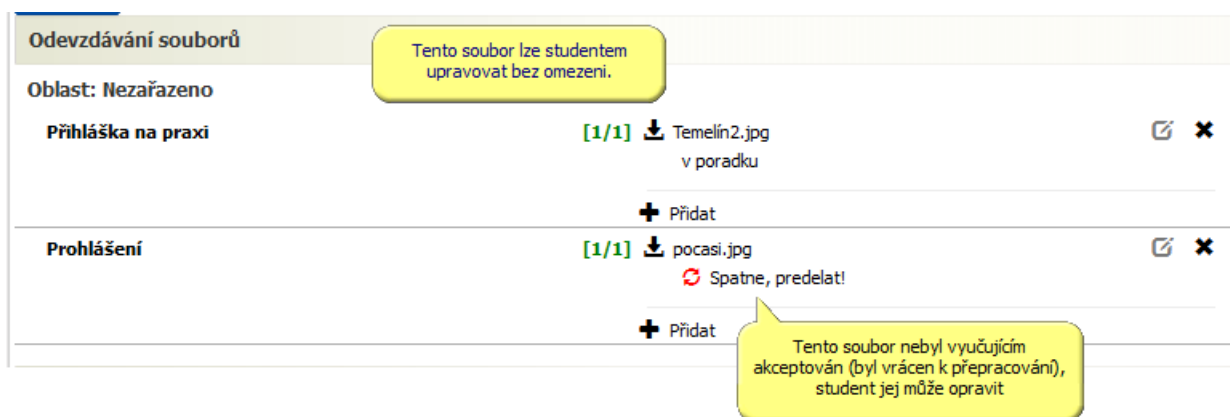 Odevzdávání souborů
Tento soubor lze studentem
upravovat bez omezeni.
Oblast: Nezařazeno
Přihláška na praxi [1/1] Temelín2.jpg
v poradku
Přidat
Prohlášení [1/1] pocasi.jpg
Spatne, predelat!
Přidat
Tento soubor nebyl vyučujícím
akceptován (byl vrácen k přepracování),
student jej může opravit